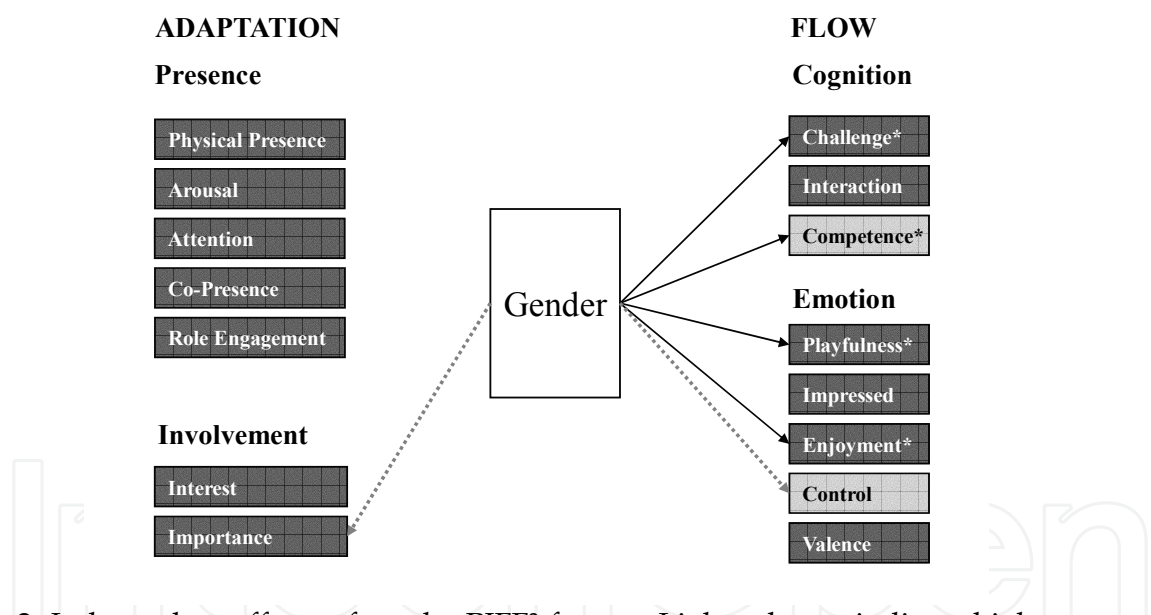 ADAPTATION
Presence
Physical Presence
Arousal
Attention
Co-Presence
Role Engagement
Involvement
Interest
Importance
Gender
FLOW
Cognition
Challenge*
Interaction
Competence*
Emotion
Playfulness*
Impressed
Enjoyment*
Control
Valence